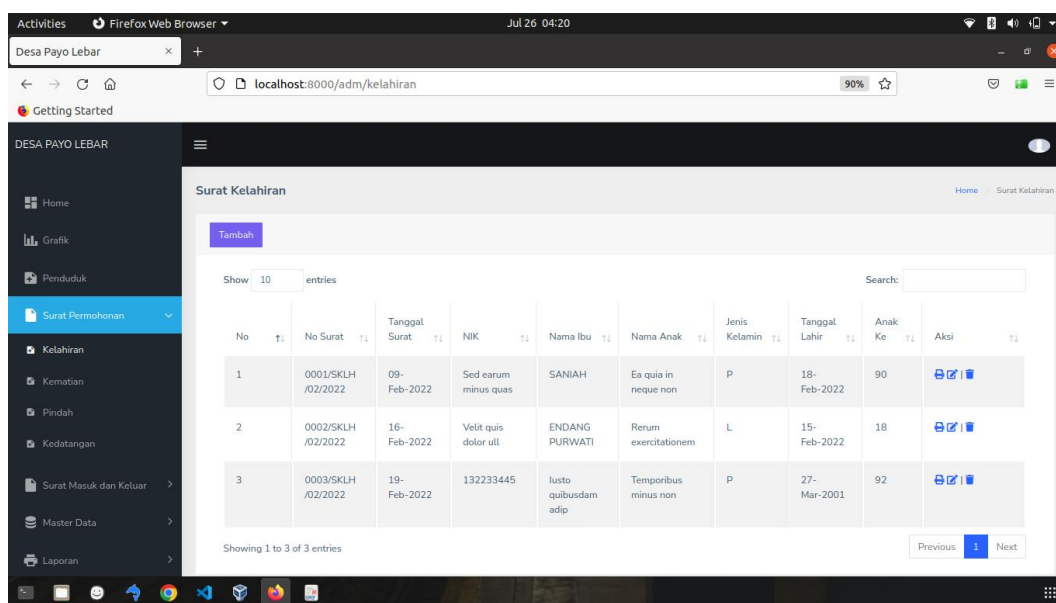 Activities Firefox Web Browser Jul 26 04:20
Desa Payo Lebar
localhost:8000/adm/kelahiran 90%
Getting Started
DESA PAYO LEBAR
Home
Grafik
Penduduk
Surat Permohonan
Kelahiran
Kematian
Pindah
Kedatangan
Surat Masuk dan Keluar
Master Data
Laporan
Surat Kelahiran
Home Surat Kelahiran
Tambah
Show 10 entries Search:
No No Surat Tanggal Surat NIK Nama Ibu Nama Anak Jenis Kelamin Tanggal Lahir Anak Ke Aksi
1 0001/SKLH/02/2022 09-Feb-2022 Sed earum minus quas SANIAH Ea quia in neque non P 18-Feb-2022 90
2 0002/SKLH/02/2022 16-Feb-2022 Velit quis dolor ull ENDANG PURWATI Rerum exercitationem L 15-Feb-2022 18
3 0003/SKLH/02/2022 19-Feb-2022 132233445 Iusto quibusdam adip Temporibus minus non P 27-Mar-2001 92
Showing 1 to 3 of 3 entries
Previous 1 Next